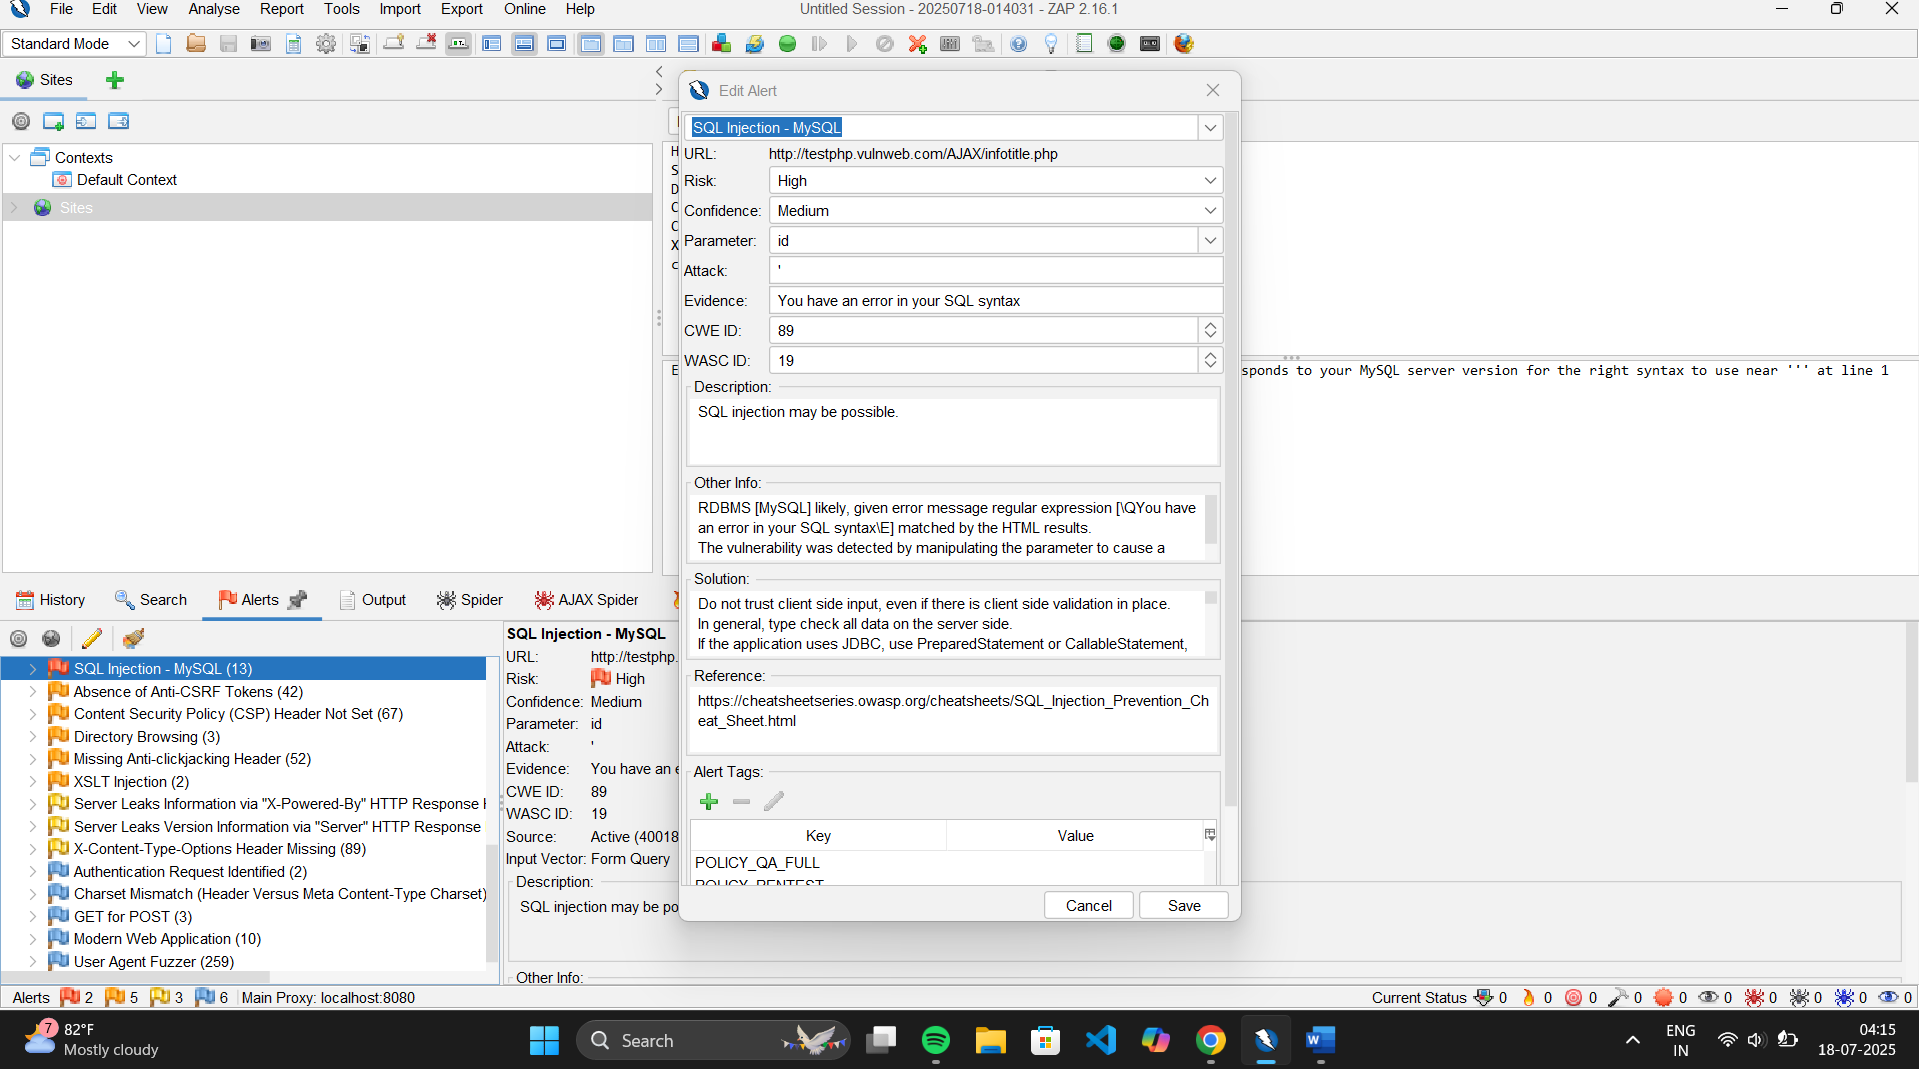 File Edit View Analyse Report Tools Import Export Online Help
Untitled Session - 20250718-014031 - ZAP 2.16.1
Standard Mode
Sites
Contexts
Default Context
Sites
Edit Alert
SQL Injection - MySQL
URL: http://testphp.vulnweb.com/AJAX/infotitle.php
Risk: High
Confidence: Medium
Parameter: id
Attack: '
Evidence: You have an error in your SQL syntax
CWE ID: 89
WASC ID: 19
Description:
SQL injection may be possible.
Other Info:
RDBMS [MySQL] likely, given error message regular expression [\QYou have
an error in your SQL syntax\E] matched by the HTML results.
The vulnerability was detected by manipulating the parameter to cause a
Solution:
Do not trust client side input, even if there is client side validation in place.
In general, type check all data on the server side.
If the application uses JDBC, use PreparedStatement or CallableStatement,
Reference:
https://cheatsheetseries.owasp.org/cheatsheets/SQL_Injection_Prevention_Ch
eat_Sheet.html
Alert Tags:
Key Value
POLICY_QA_FULL
POLICY_PENTEST
Cancel Save
sponds to your MySQL server version for the right syntax to use near ''' at line 1
History Search Alerts Output Spider AJAX Spider
SQL Injection - MySQL (13)
Absence of Anti-CSRF Tokens (42)
Content Security Policy (CSP) Header Not Set (67)
Directory Browsing (3)
Missing Anti-clickjacking Header (52)
XSLT Injection (2)
Server Leaks Information via "X-Powered-By" HTTP Response
Server Leaks Version Information via "Server" HTTP Response
X-Content-Type-Options Header Missing (89)
Authentication Request Identified (2)
Charset Mismatch (Header Versus Meta Content-Type Charset)
GET for POST (3)
Modern Web Application (10)
User Agent Fuzzer (259)
SQL Injection - MySQL
URL: http://testphp.
Risk: High
Confidence: Medium
Parameter: id
Attack: '
Evidence: You have an e
CWE ID: 89
WASC ID: 19
Source: Active (40018
Input Vector: Form Query
Description:
SQL injection may be po
Other Info:
Alerts 2 5 3 6 Main Proxy: localhost:8080
Current Status 0 0 0 0 0 0 0 0 0 0
7 82°F
Mostly cloudy
Search
ENG
IN
04:15
18-07-2025